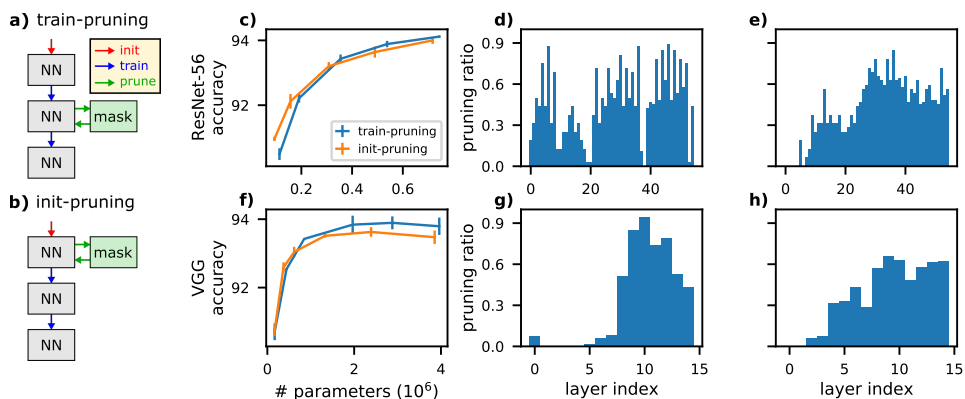 a) train-pruning
init
train
prune
NN
NN
mask
NN
b) init-pruning
NN
mask
NN
NN
c)
ResNet-56
accuracy
94
92
0.2
0.4
0.6
train-pruning
init-pruning
d)
pruning ratio
0.9
0.6
0.3
0.0
0
20
40
e)
0
20
40
f)
VGG
accuracy
94
92
0
1
2
3
4
# parameters (10⁶)
g)
pruning ratio
0.9
0.6
0.3
0.0
0
5
10
15
layer index
h)
0
5
10
15
layer index